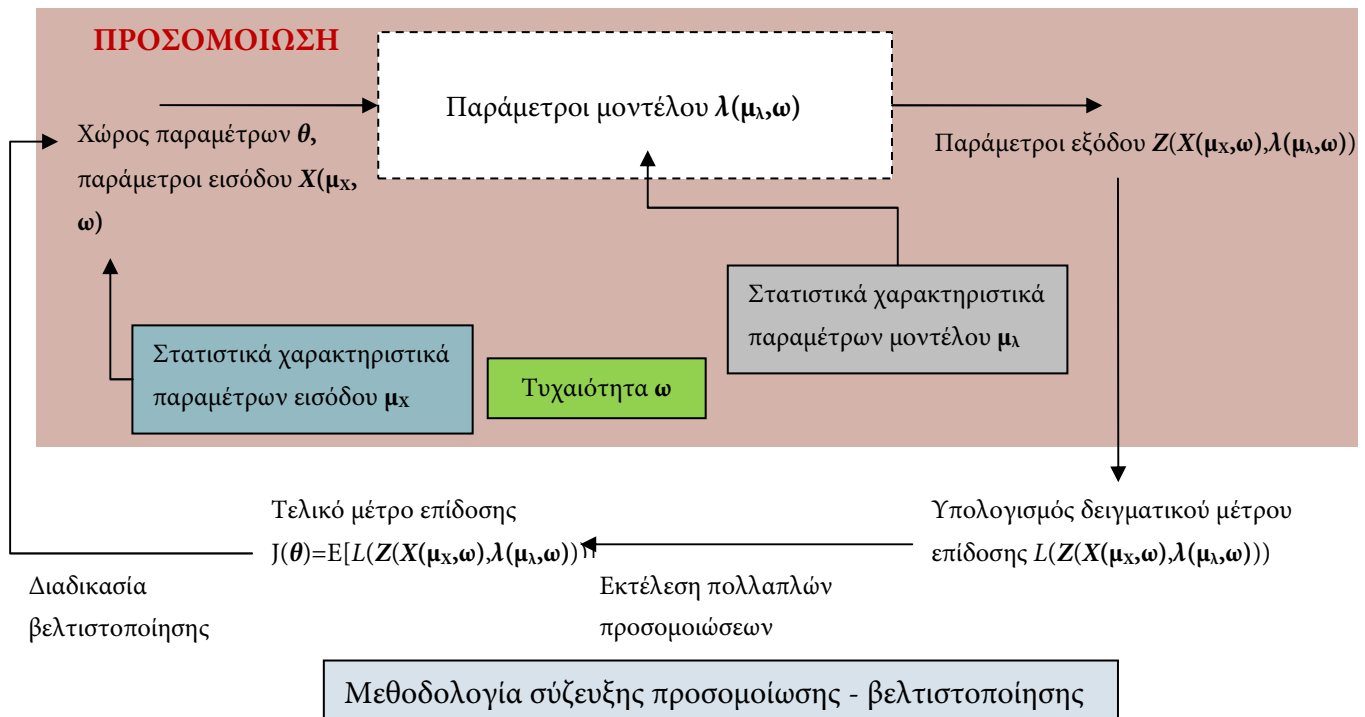 ΠΡΟΣΟΜΟΙΩΣΗ
Παράμετροι μοντέλου λ(μλ,ω)
Χώρος παραμέτρων θ,
παράμετροι εισόδου X(μX,
ω)
Παράμετροι εξόδου Z(X(μX,ω),λ(μλ,ω))
Στατιστικά χαρακτηριστικά
παραμέτρων μοντέλου μλ
Στατιστικά χαρακτηριστικά
παραμέτρων εισόδου μX
Τυχαιότητα ω
Τελικό μέτρο επίδοσης
J(θ)=E[L(Z(X(μX,ω),λ(μλ,ω))
Υπολογισμός δειγματικού μέτρου
επίδοσης L(Z(X(μX,ω),λ(μλ,ω)))
Διαδικασία
βελτιστοποίησης
Εκτέλεση πολλαπλών
προσομοιώσεων
Μεθοδολογία σύζευξης προσομοίωσης - βελτιστοποίησης